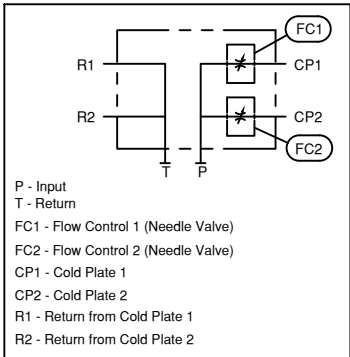 FC1
R1 CP1
R2 CP2
FC2
T P
P - Input
T - Return
FC1 - Flow Control 1 (Needle Valve)
FC2 - Flow Control 2 (Needle Valve)
CP1 - Cold Plate 1
CP2 - Cold Plate 2
R1 - Return from Cold Plate 1
R2 - Return from Cold Plate 2